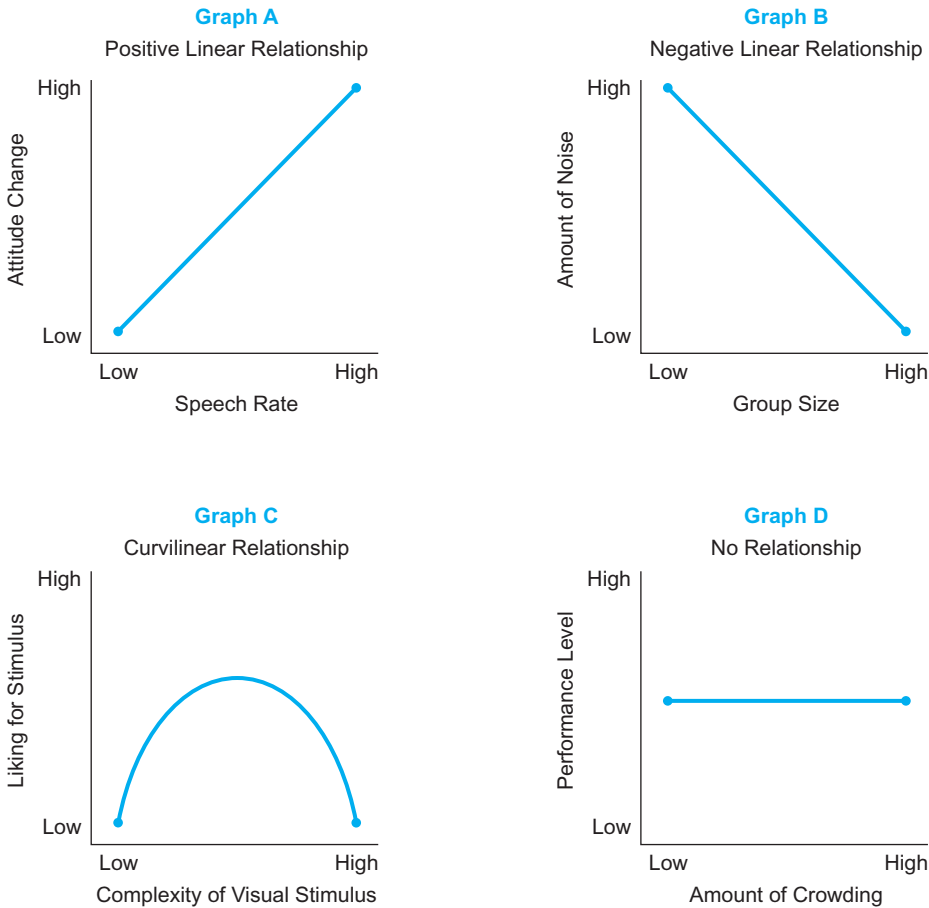 Graph A
Positive Linear Relationship
High
Attitude Change
Low
Low
High
Speech Rate
Graph B
Negative Linear Relationship
High
Amount of Noise
Low
Low
High
Group Size
Graph C
Curvilinear Relationship
High
Liking for Stimulus
Low
Low
High
Complexity of Visual Stimulus
Graph D
No Relationship
High
Performance Level
Low
Low
High
Amount of Crowding